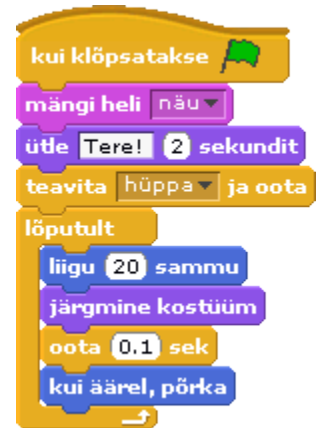 kui klõpsatakse
mängi heli näu
ütle Tere! 2 sekundit
teavita hüppa ja oota
lõputult
liigu 20 sammu
järgmine kostüüm
oota 0.1 sek
kui äärel, põrka